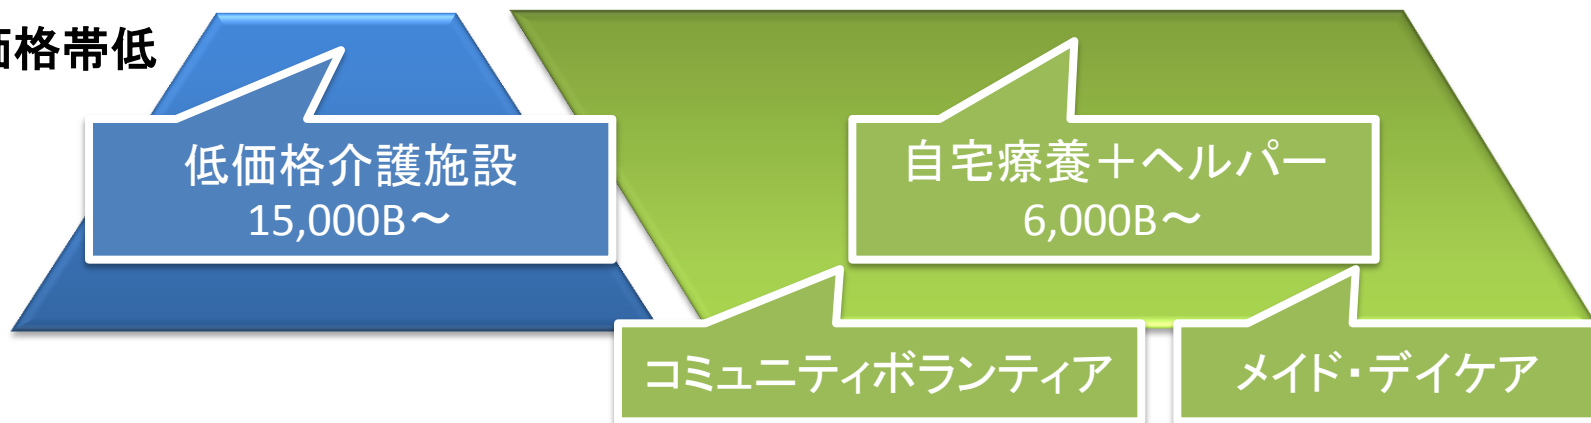 価格帯低
低価格介護施設
15,000B～
自宅療養＋ヘルパー
6,000B～
コミュニティボランティア
メイド・デイケア